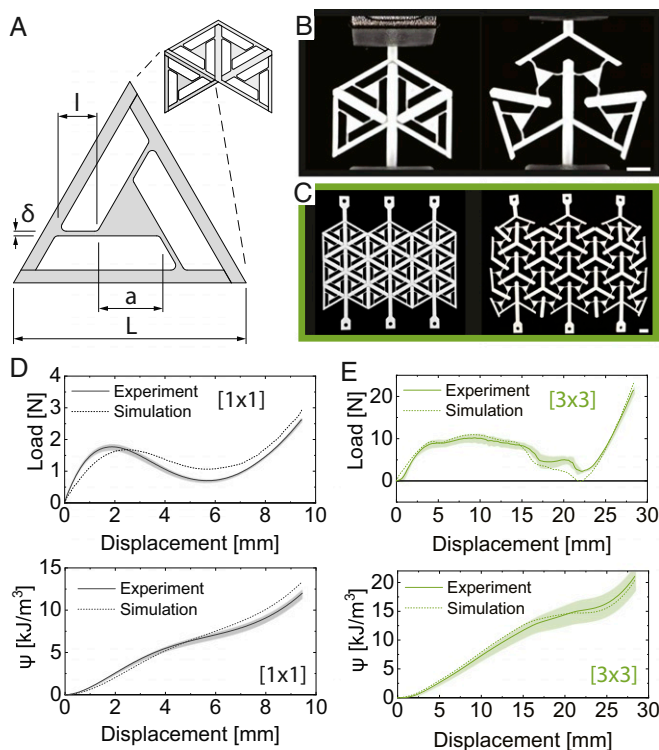 A
l
δ
a
L
B
C
D
4
3
2
1
0
Load [N]
Experiment
Simulation
[1x1]
0 2 4 6 8 10
Displacement [mm]
15
10
5
0
ψ [kJ/m³]
Experiment
Simulation
[1x1]
0 2 4 6 8 10
Displacement [mm]
E
20
10
0
Load [N]
Experiment
Simulation
[3x3]
0 5 10 15 20 25 30
Displacement [mm]
20
15
10
5
0
ψ [kJ/m³]
Experiment
Simulation
[3x3]
0 5 10 15 20 25 30
Displacement [mm]